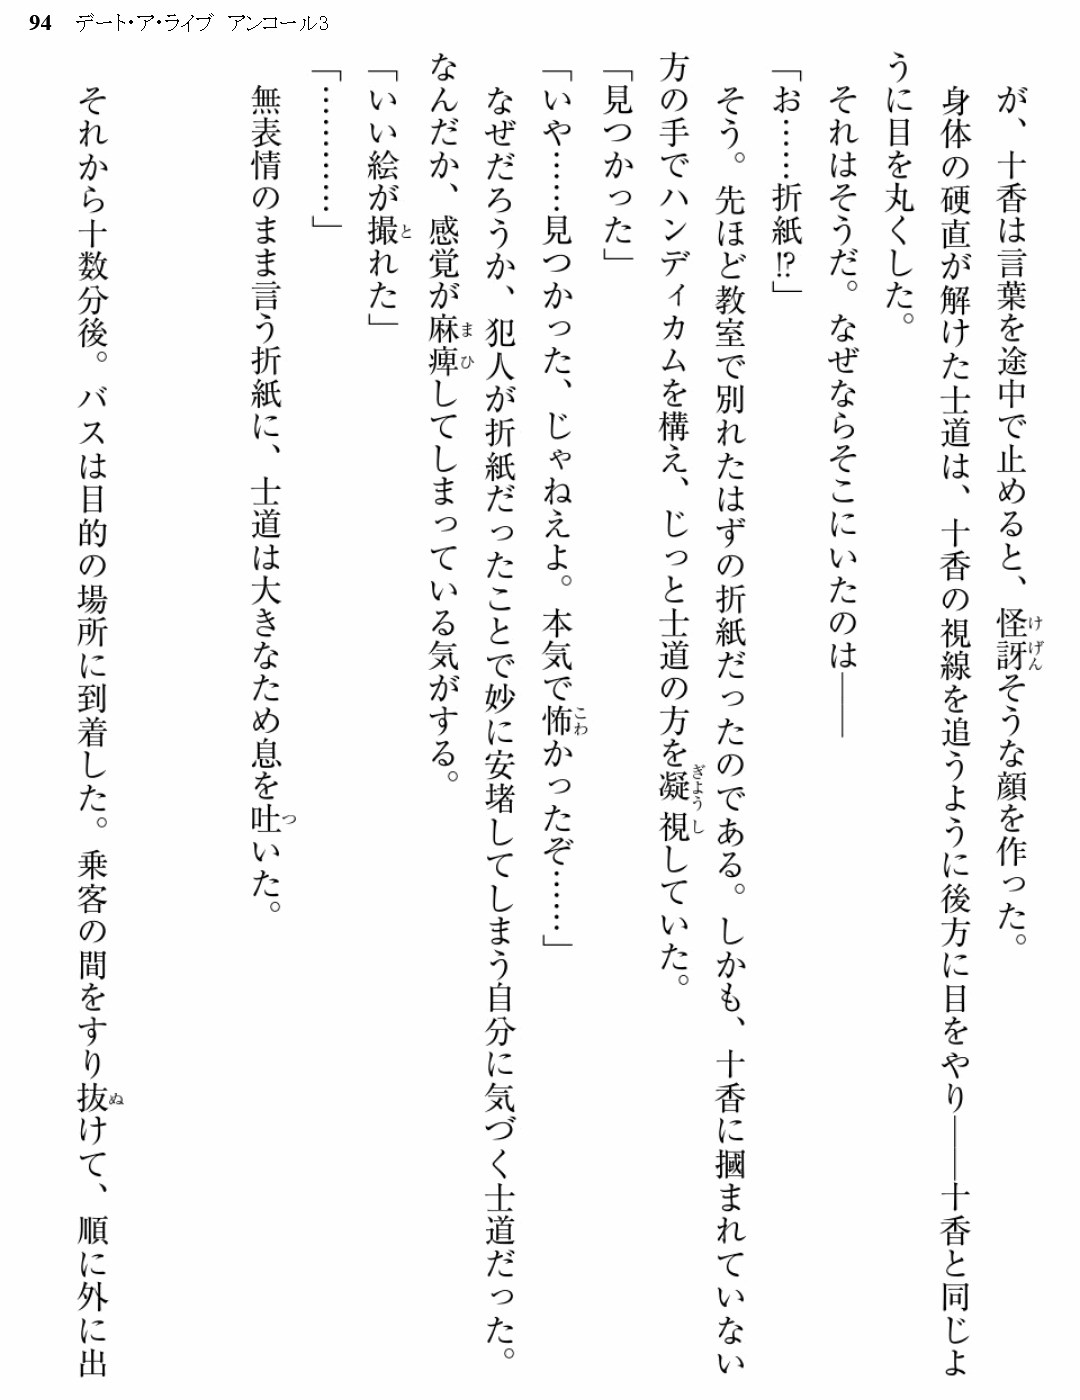 94 デート・ア・ライブ アンコール3
が、十香は言葉を途中で止めると、怪訝そうな顔を作った。
身体の硬直が解けた士道は、十香の視線を追うように後方に目をやり――十香と同じよ
うに目を丸くした。
それはそうだ。なぜならそこにいたのは――
「お……折紙!?」
そう。先ほど教室で別れたはずの折紙だったのである。しかも、十香に摑まれていない
方の手でハンディカムを構え、じっと士道の方を凝視していた。
「見つかった」
「いや……見つかった、じゃねえよ。本気で怖かったぞ……」
なぜだろうか、犯人が折紙だったことで妙に安堵してしまう自分に気づく士道だった。
なんだか、感覚が麻痺してしまっている気がする。
「いい絵が撮れた」
「…………」
無表情のまま言う折紙に、士道は大きなため息を吐いた。
それから十数分後。バスは目的の場所に到着した。乗客の間をすり抜けて、順に外に出